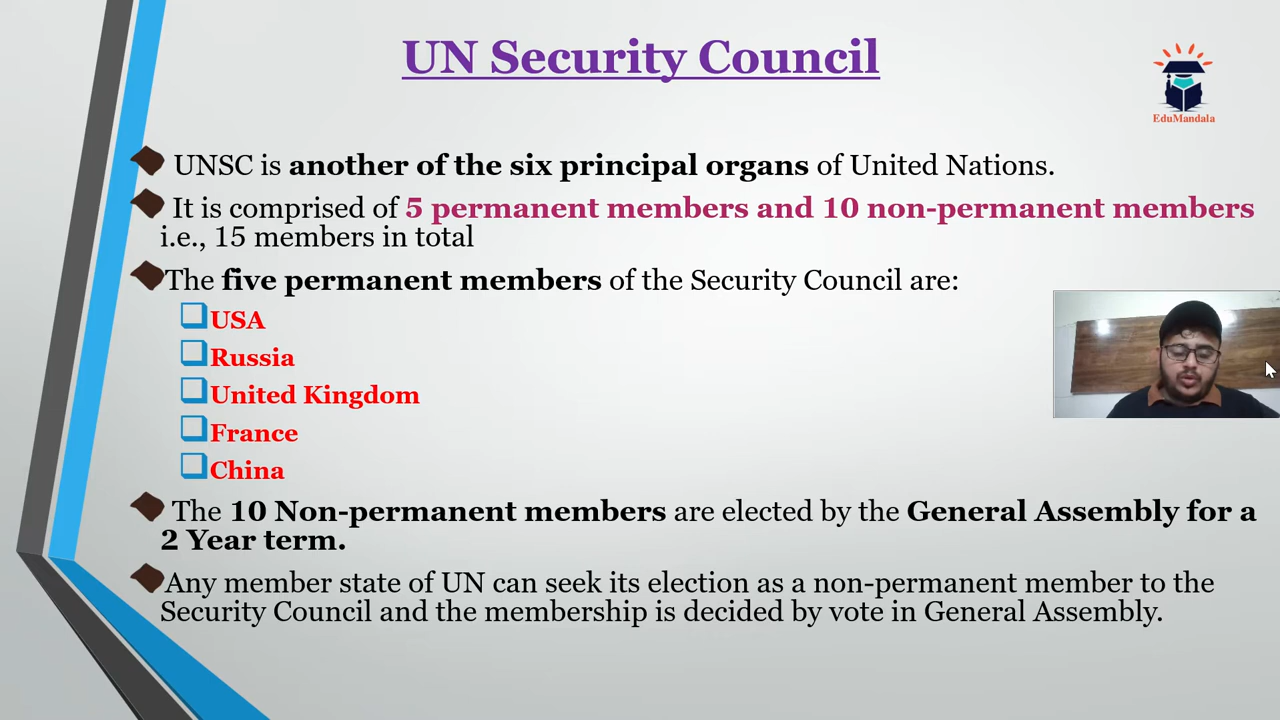 UN Security Council
EduMandala
UNSC is another of the six principal organs of United Nations.
It is comprised of 5 permanent members and 10 non-permanent members
i.e., 15 members in total
The five permanent members of the Security Council are:
USA
Russia
United Kingdom
France
China
The 10 Non-permanent members are elected by the General Assembly for a
2 Year term.
Any member state of UN can seek its election as a non-permanent member to the
Security Council and the membership is decided by vote in General Assembly.